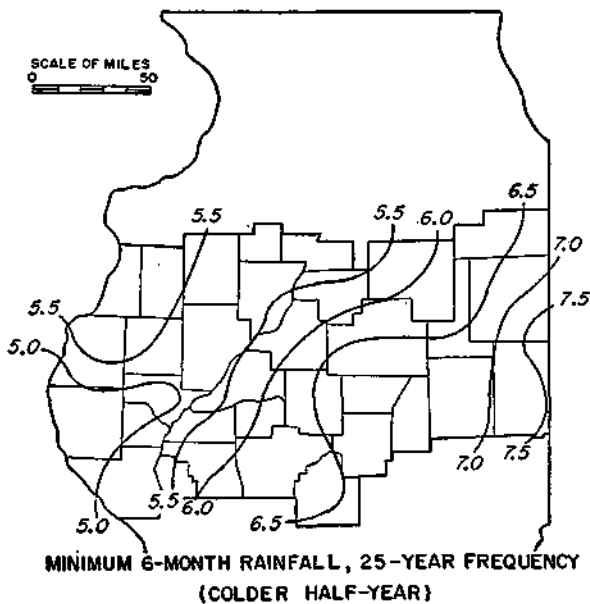 SCALE OF MILES
0 50
6.5
5.5 5.5 6.0
7.0
7.5
5.5
5.0
7.0 7.5
5.5 6.0
5.0 6.5
MINIMUM 6-MONTH RAINFALL, 25-YEAR FREQUENCY
(COLDER HALF-YEAR)